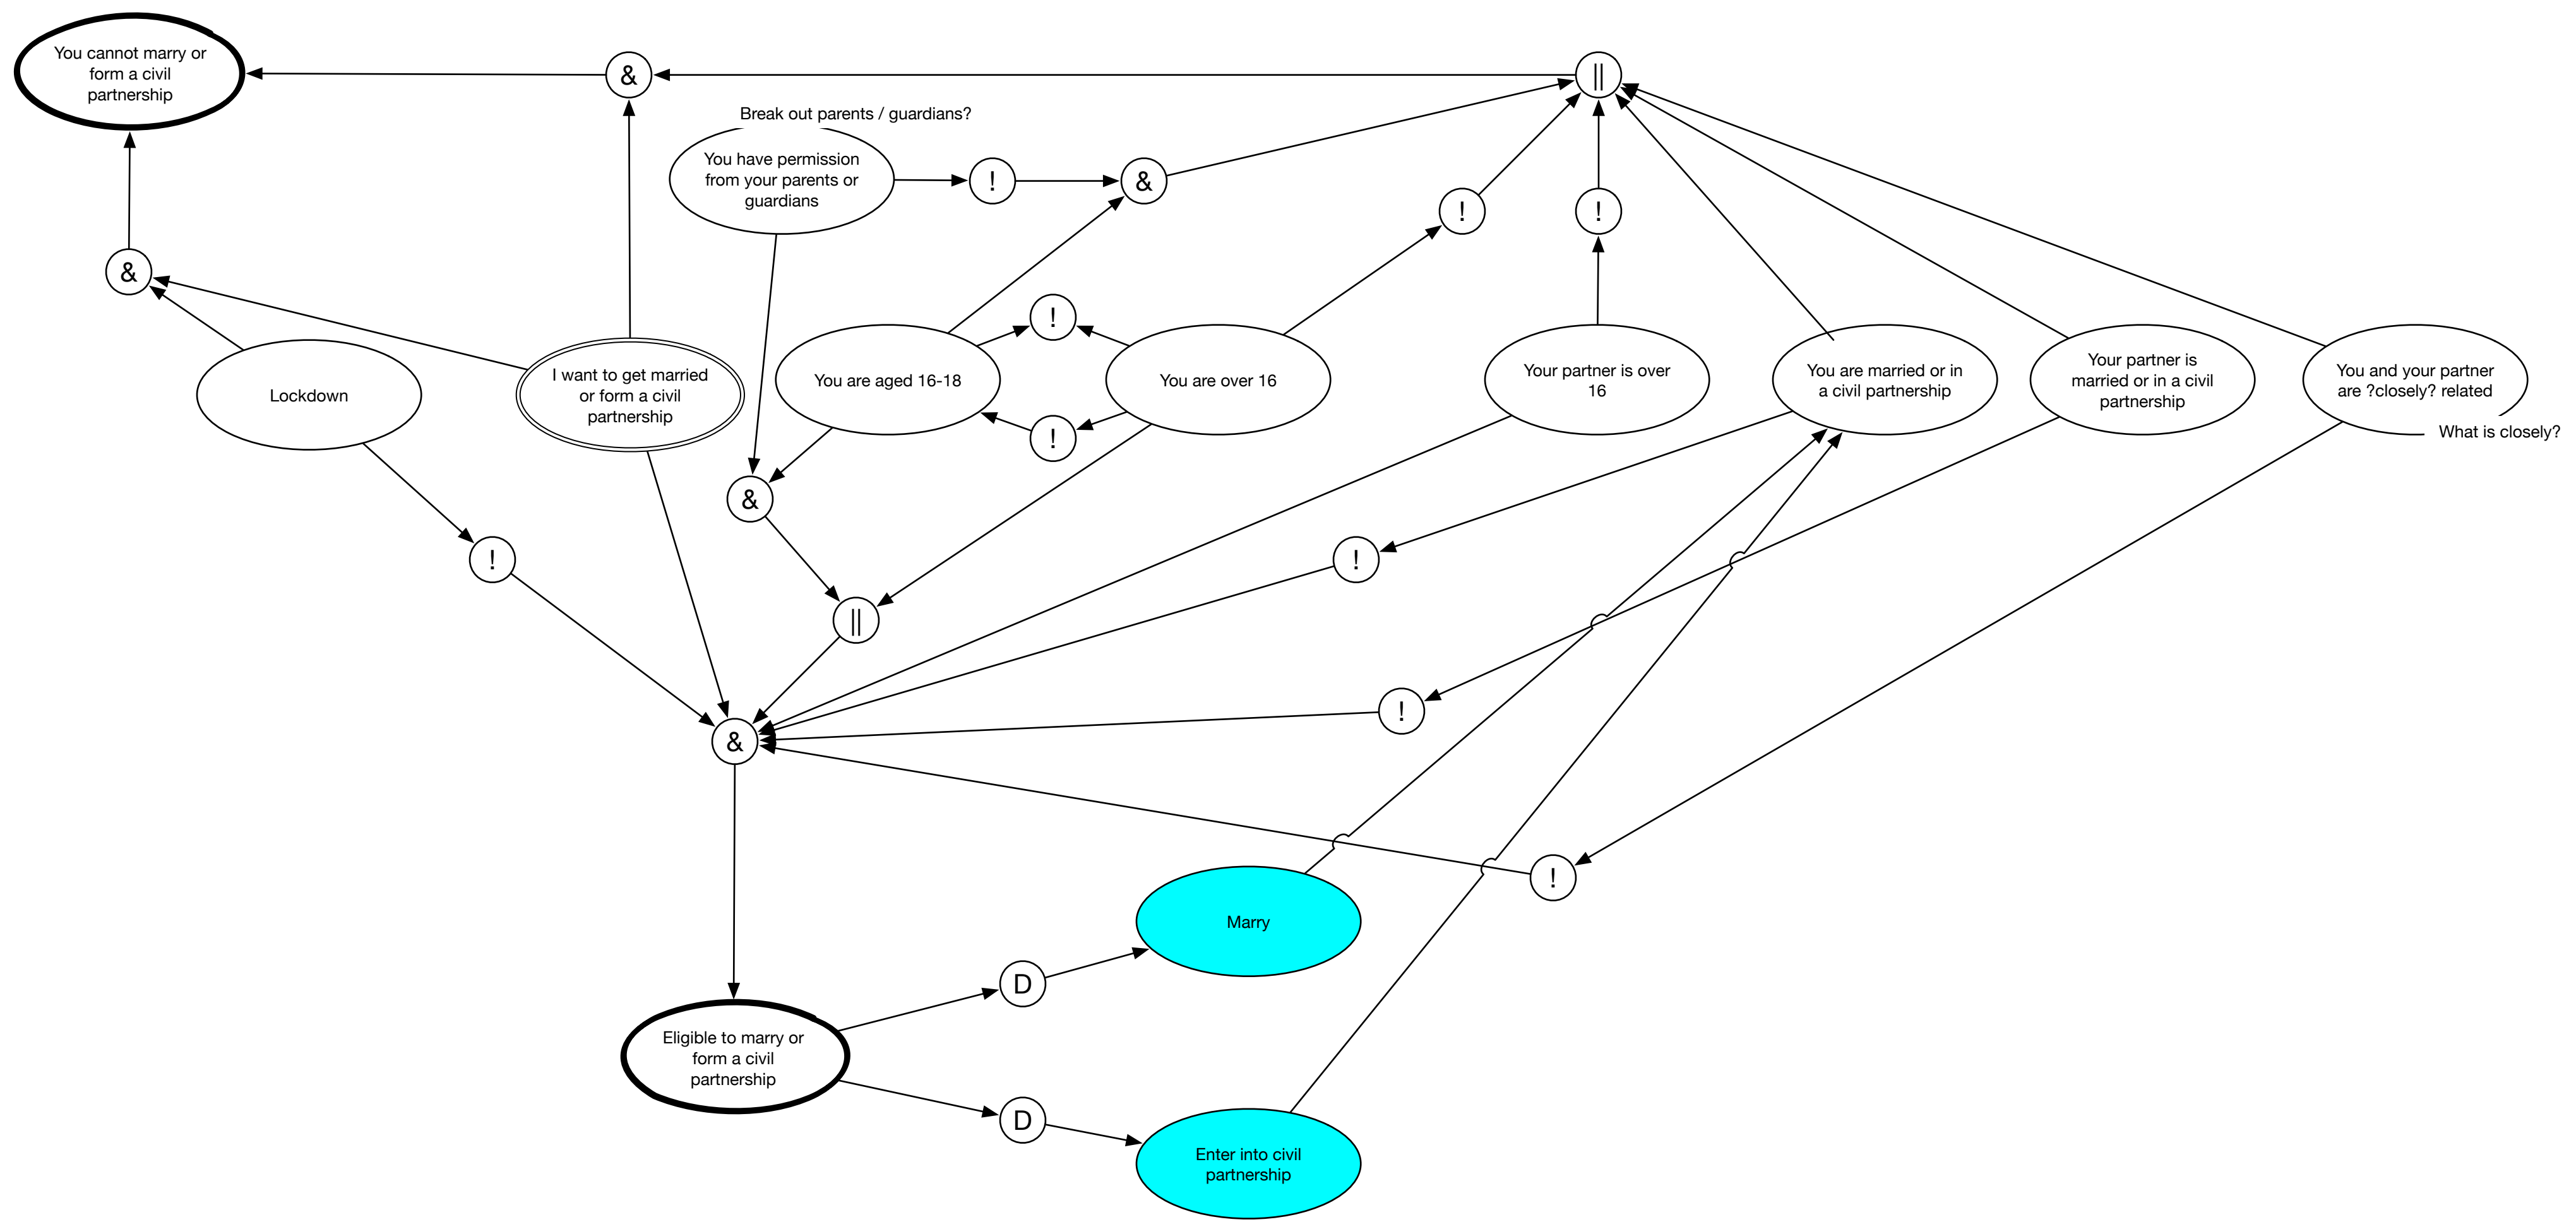 You cannot marry or
form a civil
partnership
&
||
Break out parents / guardians?
You have permission
from your parents or
guardians
!
&
!
!
&
!
Lockdown
I want to get married
or form a civil
partnership
You are aged 16-18
You are over 16
Your partner is over
16
You are married or in
a civil partnership
Your partner is
married or in a civil
partnership
You and your partner
are ?closely? related
What is closely?
!
&
!
!
||
!
&
!
Marry
D
Eligible to marry or
form a civil
partnership
D
Enter into civil
partnership